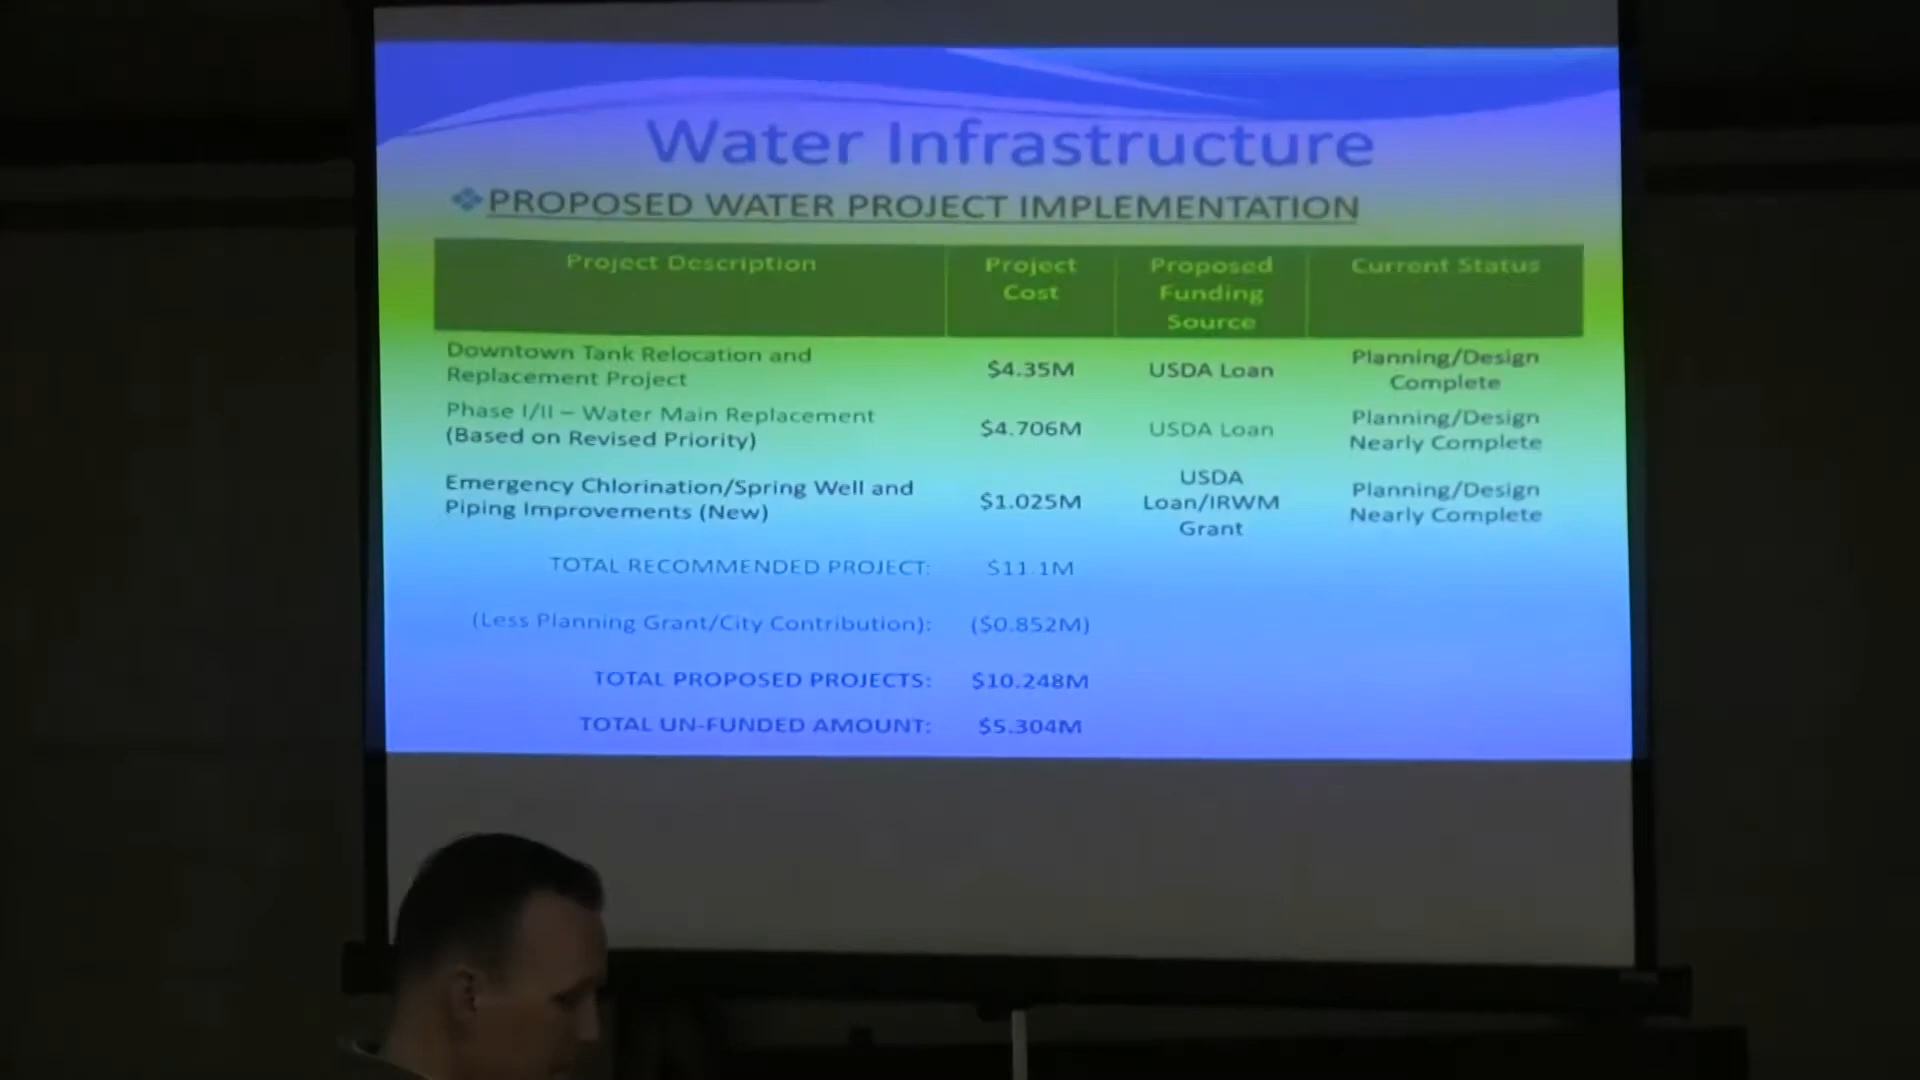 Water Infrastructure
❖PROPOSED WATER PROJECT IMPLEMENTATION
Project Description
Project
Cost
Proposed
Funding
Source
Current Status
Downtown Tank Relocation and
Replacement Project
$4.35M
USDA Loan
Planning/Design
Complete
Phase I/II – Water Main Replacement
(Based on Revised Priority)
$4.706M
USDA Loan
Planning/Design
Nearly Complete
Emergency Chlorination/Spring Well and
Piping Improvements (New)
$1.025M
USDA
Loan/IRWM
Grant
Planning/Design
Nearly Complete
TOTAL RECOMMENDED PROJECT:
$11.1M
(Less Planning Grant/City Contribution):
($0.852M)
TOTAL PROPOSED PROJECTS:
$10.248M
TOTAL UN-FUNDED AMOUNT:
$5.304M